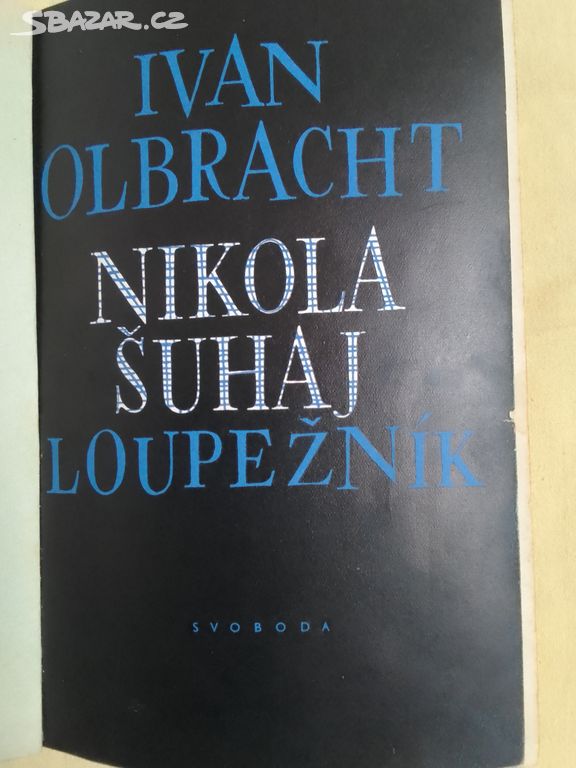 SBAZAR.CZ
IVAN
OLBRACHT
NIKOLA
ŠUHAJ
LOUPEŽNÍK
SVOBODA